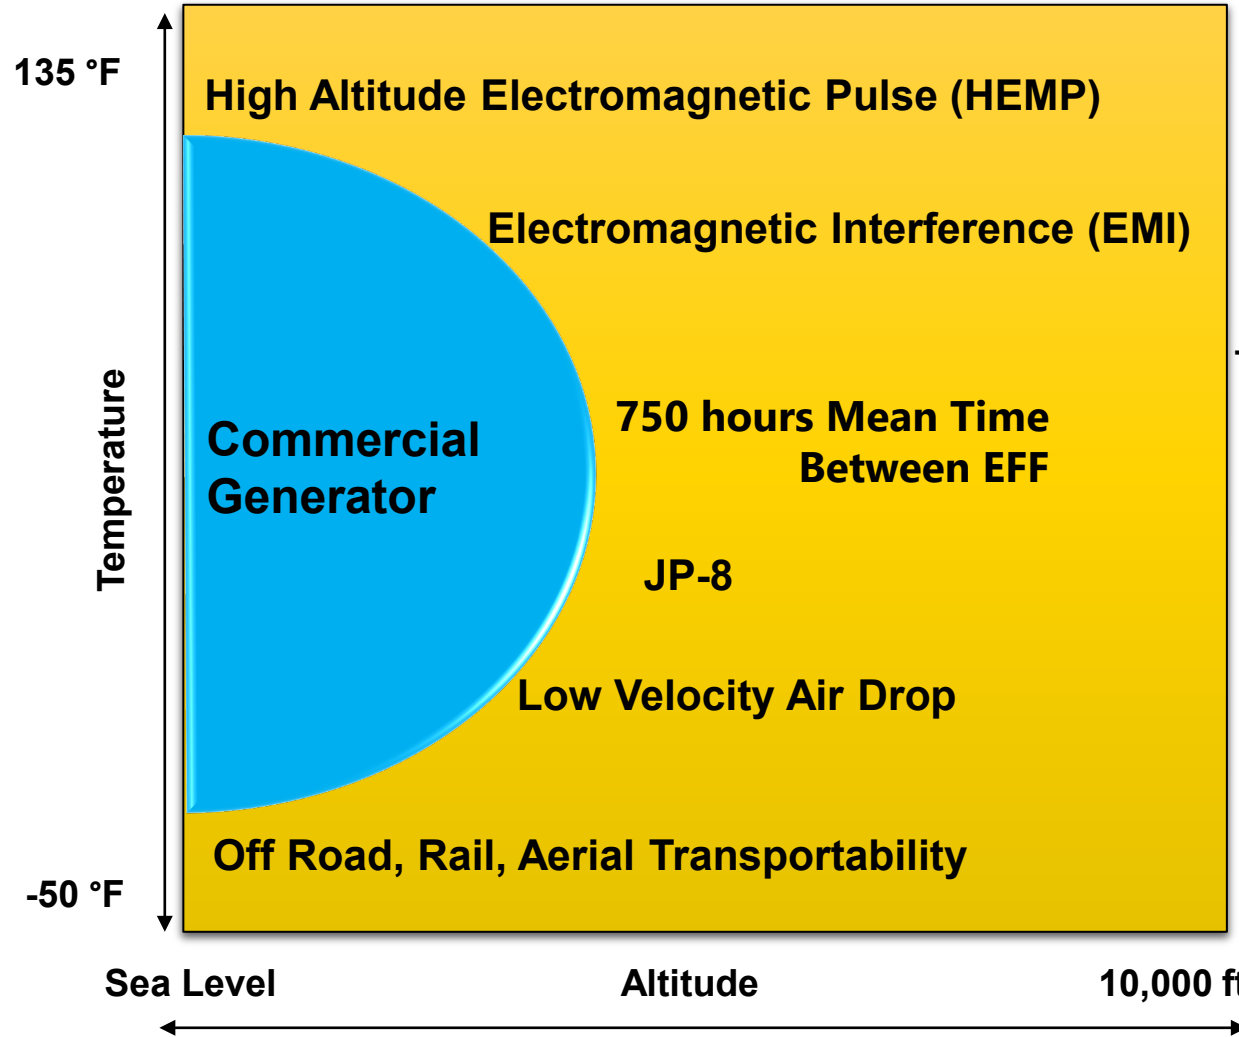 135 °F
High Altitude Electromagnetic Pulse (HEMP)
Electromagnetic Interference (EMI)
Temperature
Commercial
Generator
750 hours Mean Time
Between EFF
JP-8
Low Velocity Air Drop
Off Road, Rail, Aerial Transportability
-50 °F
Sea Level
Altitude
10,000 ft